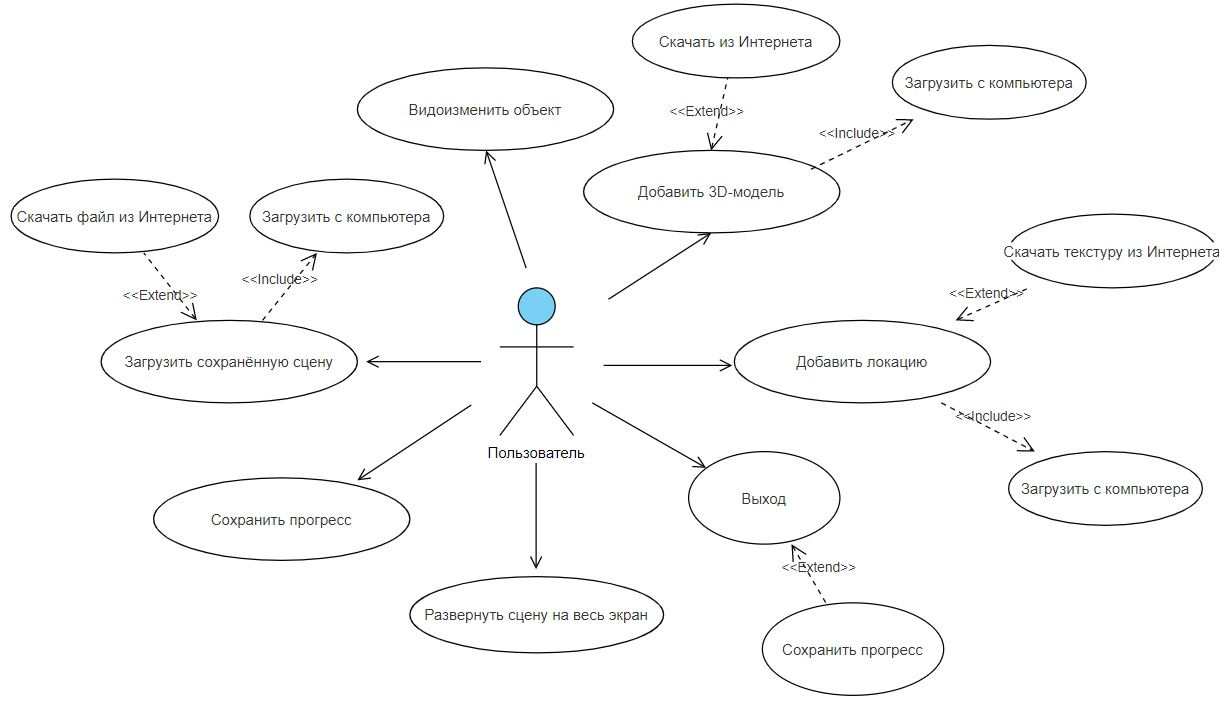 Скачать из Интернета
Загрузить с компьютера
Видоизменить объект
<<Extend>>
<<Include>>
Добавить 3D-модель
Скачать файл из Интернета
Загрузить с компьютера
Скачать текстуру из Интернета
<<Include>>
<<Extend>>
<<Extend>>
Загрузить сохранённую сцену
Добавить локацию
<<Include>>
Пользователь
Загрузить с компьютера
Выход
Сохранить прогресс
<<Extend>>
Развернуть сцену на весь экран
Сохранить прогресс